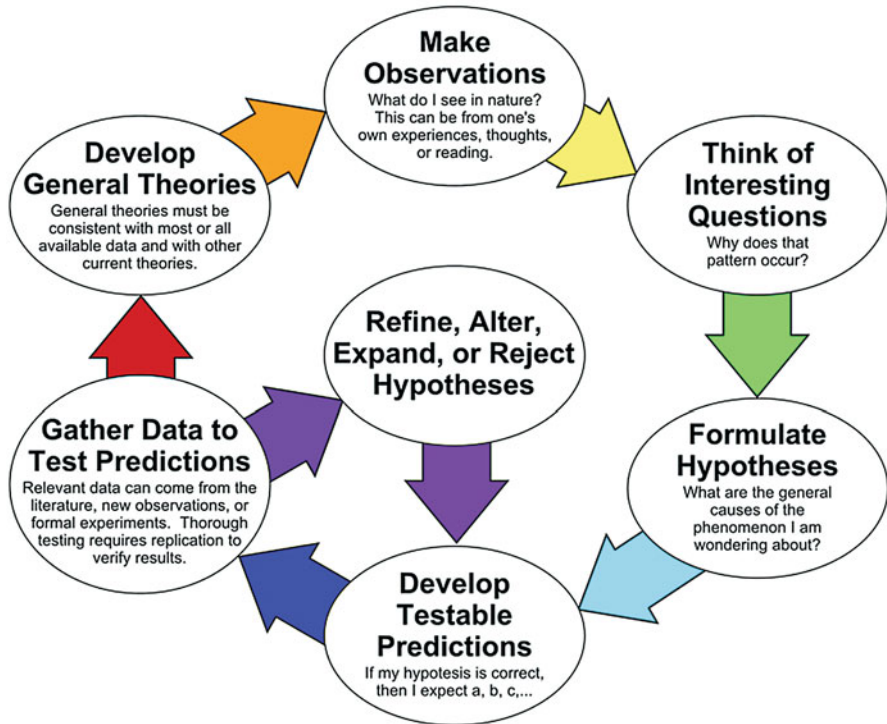 Make
Observations
What do I see in nature?
This can be from one's
own experiences, thoughts,
or reading.
Think of
Interesting
Questions
Why does that
pattern occur?
Formulate
Hypotheses
What are the general
causes of the
phenomenon I am
wondering about?
Develop
Testable
Predictions
If my hypotesis is correct,
then I expect a, b, c,...
Gather Data to
Test Predictions
Relevant data can come from the
literature, new observations, or
formal experiments. Thorough
testing requires replication to
verify results.
Refine, Alter,
Expand, or Reject
Hypotheses
Develop
General Theories
General theories must be
consistent with most or all
available data and with other
current theories.